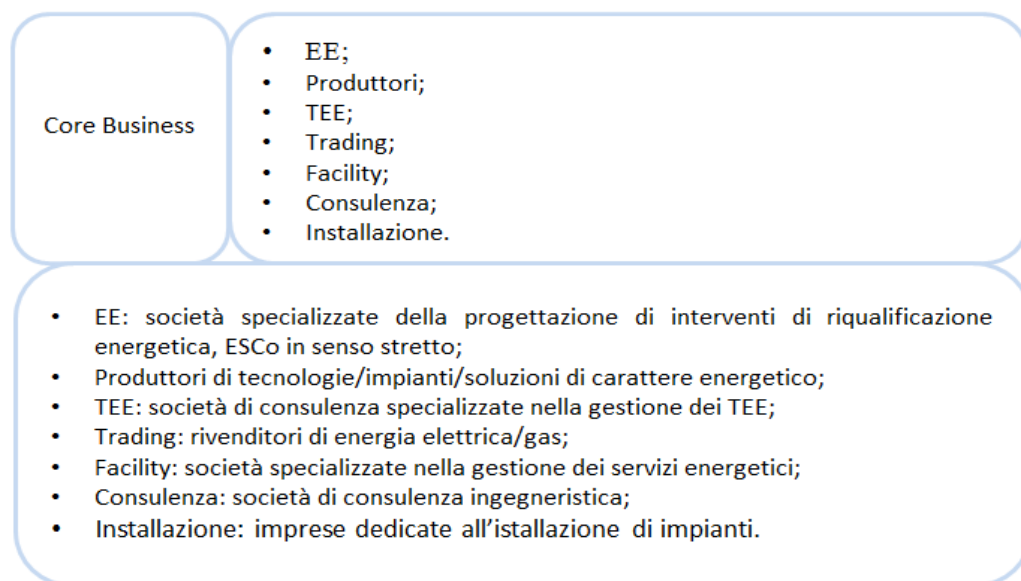 Core Business
• EE;
• Produttori;
• TEE;
• Trading;
• Facility;
• Consulenza;
• Installazione.
• EE: società specializzate della progettazione di interventi di riqualificazione
energetica, ESCo in senso stretto;
• Produttori di tecnologie/impianti/soluzioni di carattere energetico;
• TEE: società di consulenza specializzate nella gestione dei TEE;
• Trading: rivenditori di energia elettrica/gas;
• Facility: società specializzate nella gestione dei servizi energetici;
• Consulenza: società di consulenza ingegneristica;
• Installazione: imprese dedicate all’istallazione di impianti.